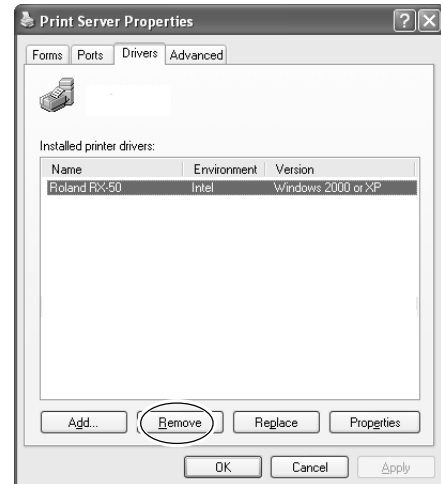 Print Server Properties
Forms Ports Drivers Advanced
Installed printer drivers:
Name Environment Version
Roland RX-50 Intel Windows 2000 or XP
Add... Remove Replace Properties
OK Cancel Apply